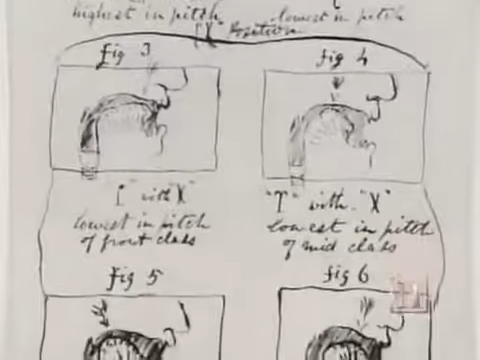 highest in pitch lowest in pitch
"X" Position
fig 3 fig 4
"[" with "X" "T" with "X"
lowest in pitch lowest in pitch
of front class of mid class
fig 5 fig 6